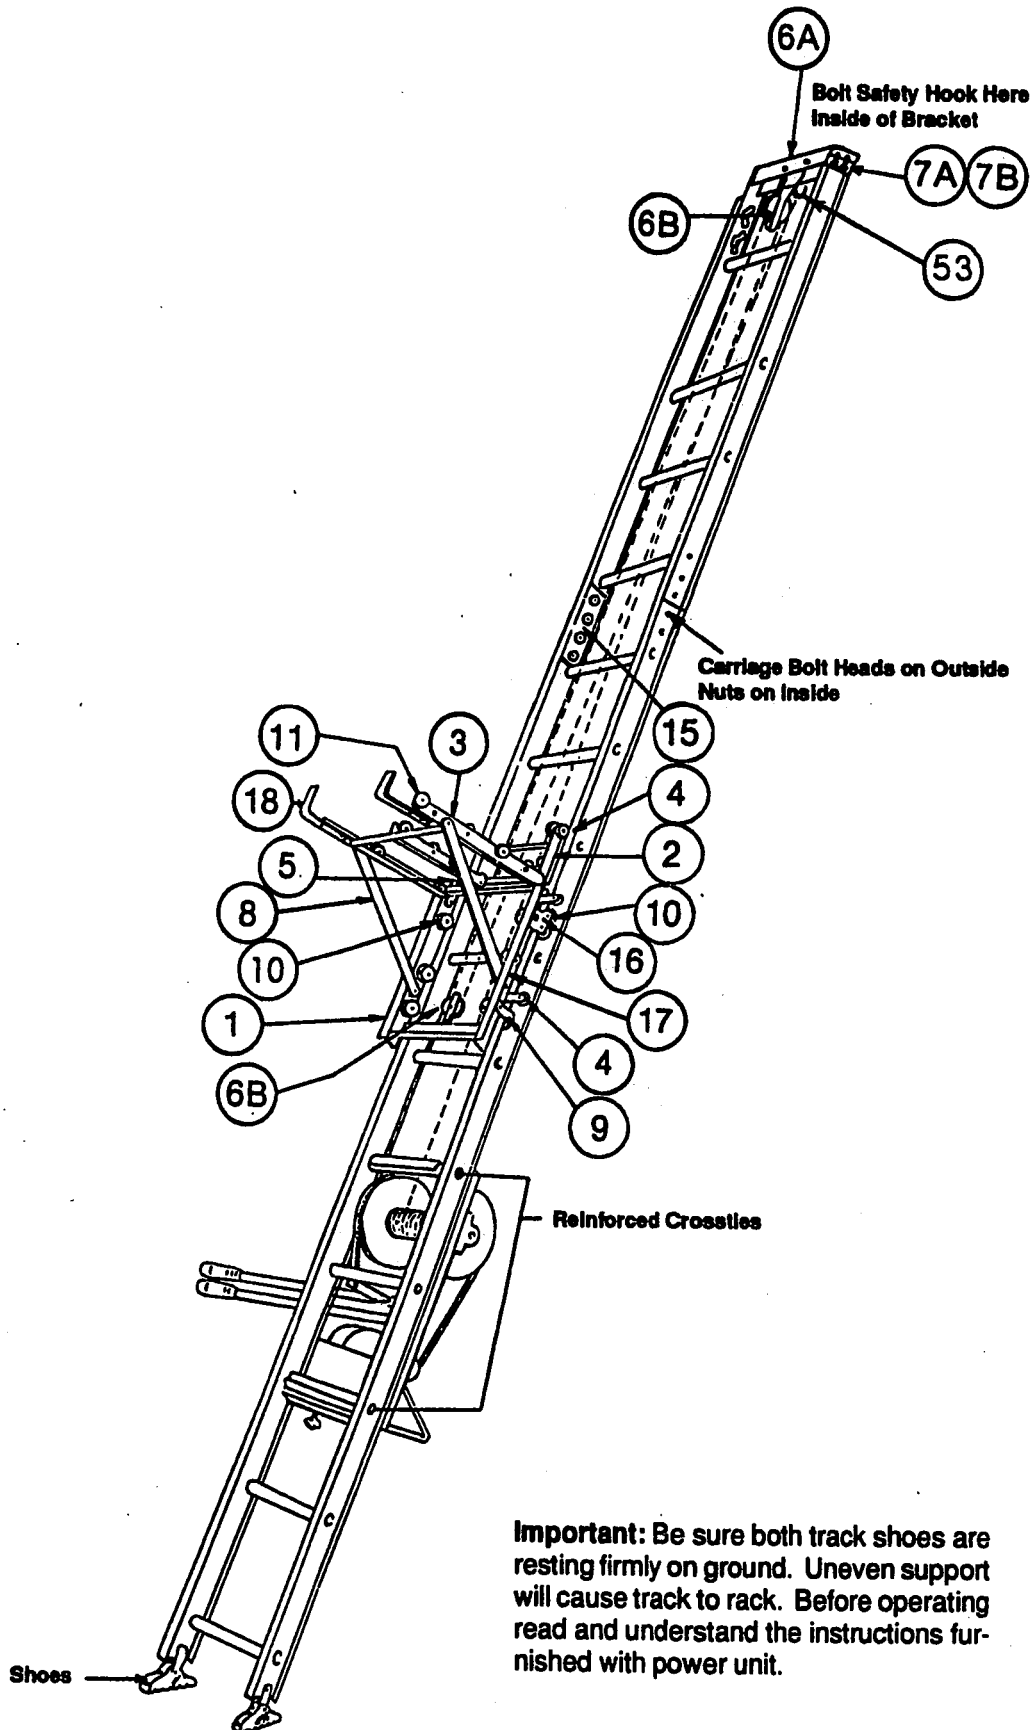 6A
Bolt Safety Hook Here
Inside of Bracket
7A 7B
6B
53
Carriage Bolt Heads on Outside
Nuts on Inside
15
11
3
18
4
5
2
8
10
10
16
1
17
6B
4
9
Reinforced Crossties
Important: Be sure both track shoes are
resting firmly on ground. Uneven support
will cause track to rack. Before operating
read and understand the instructions fur-
nished with power unit.
Shoes